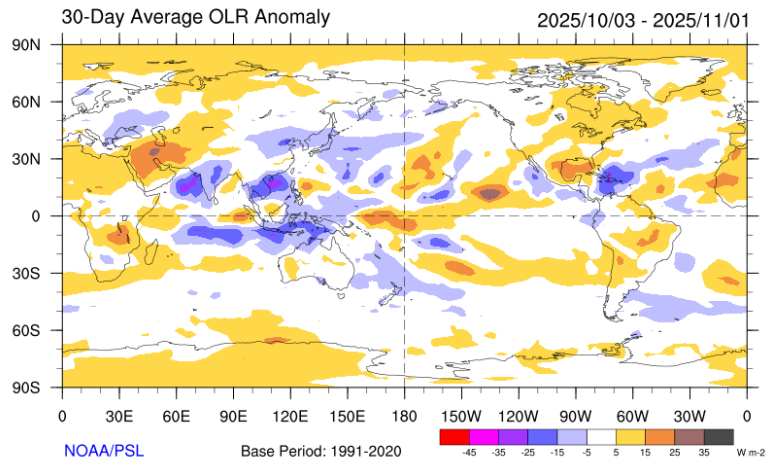 30-Day Average OLR Anomaly 2025/10/03 - 2025/11/01
90N
60N
30N
0
30S
60S
90S
0 30E 60E 90E 120E 150E 180 150W 120W 90W 60W 30W 0
-45 -35 -25 -15 -5 5 15 25 35 W m-2
NOAA/PSL Base Period: 1991-2020